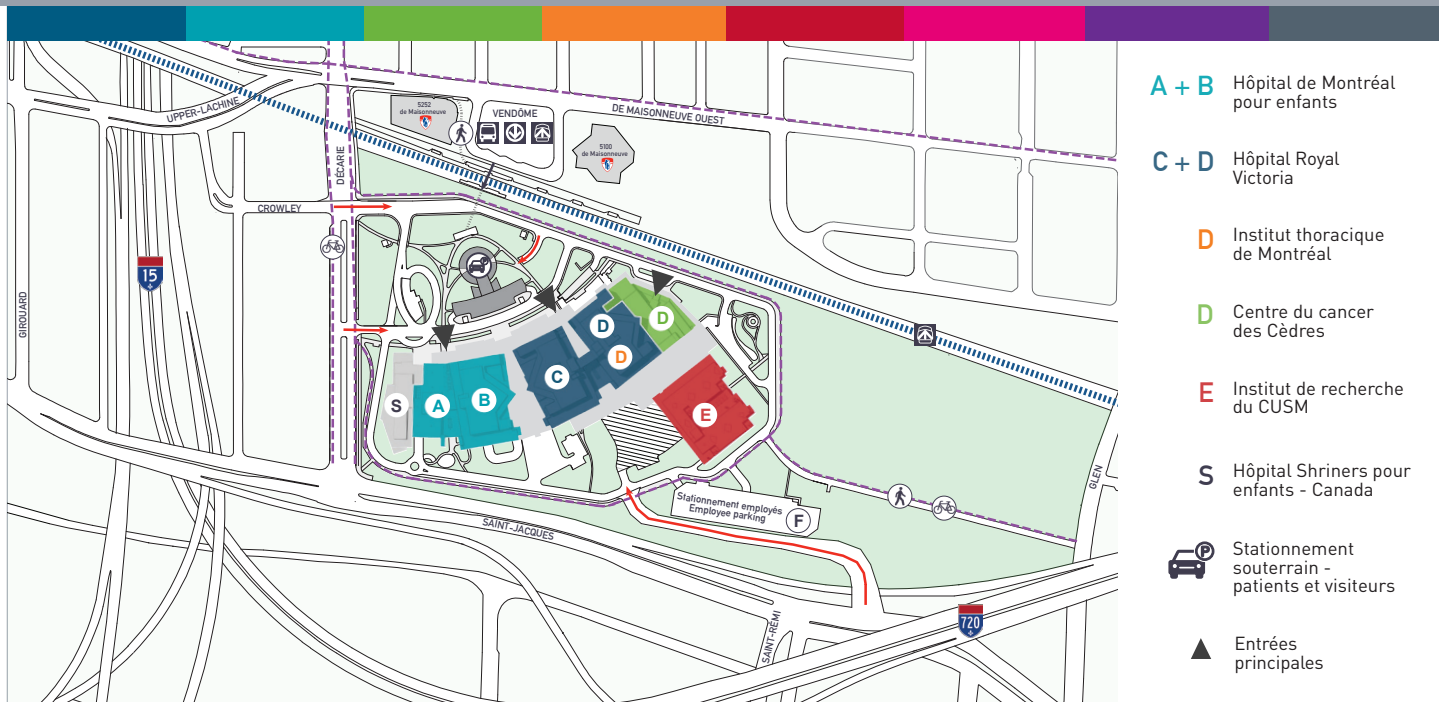 UPPER-LACHINE
DÉCARIE
5252
de Maisonneuve
VENDÔME
5100
de Maisonneuve
DE MAISONNEUVE OUEST
CROWLEY
15
GIROUARD
S
A
B
C
D
D
D
E
Stationnement employés
Employee parking
F
SAINT-JACQUES
SAINT-RÉMI
720
GLEN
A + B Hôpital de Montréal
pour enfants
C + D Hôpital Royal
Victoria
D Institut thoracique
de Montréal
D Centre du cancer
des Cèdres
E Institut de recherche
du CUSM
S Hôpital Shriners pour
enfants - Canada
P Stationnement
souterrain -
patients et visiteurs
Entrées
principales